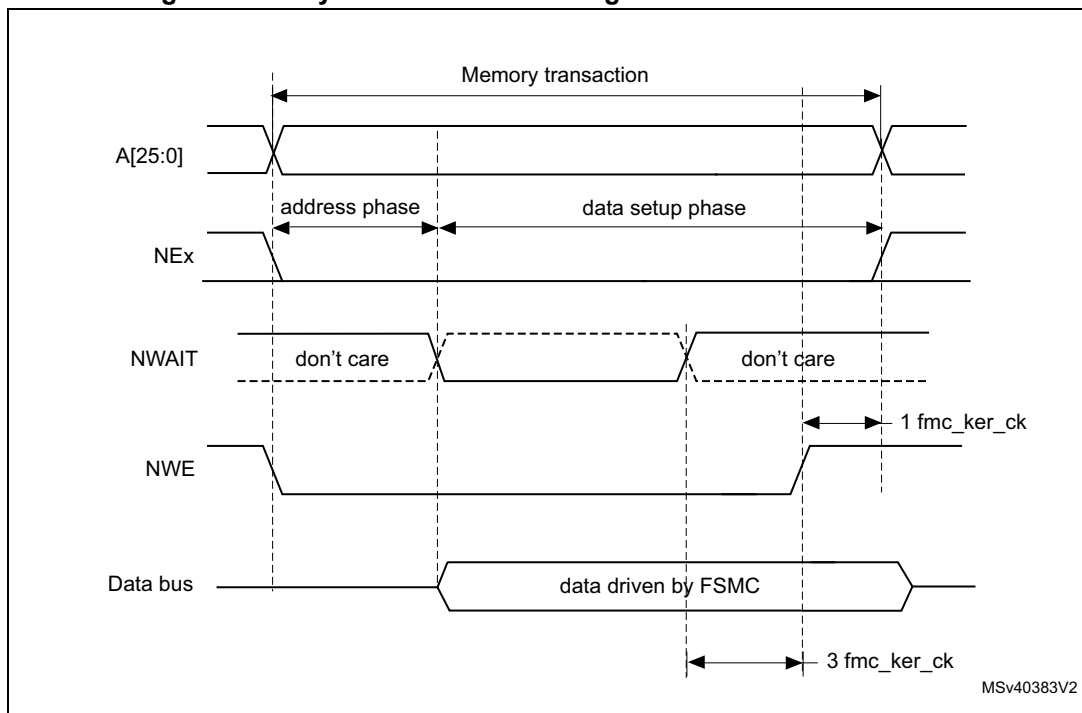 Memory transaction
A[25:0]
address phase
data setup phase
NEx
NWAIT
don't care
don't care
1 fmc_ker_ck
NWE
Data bus
data driven by FSMC
3 fmc_ker_ck
MSv40383V2